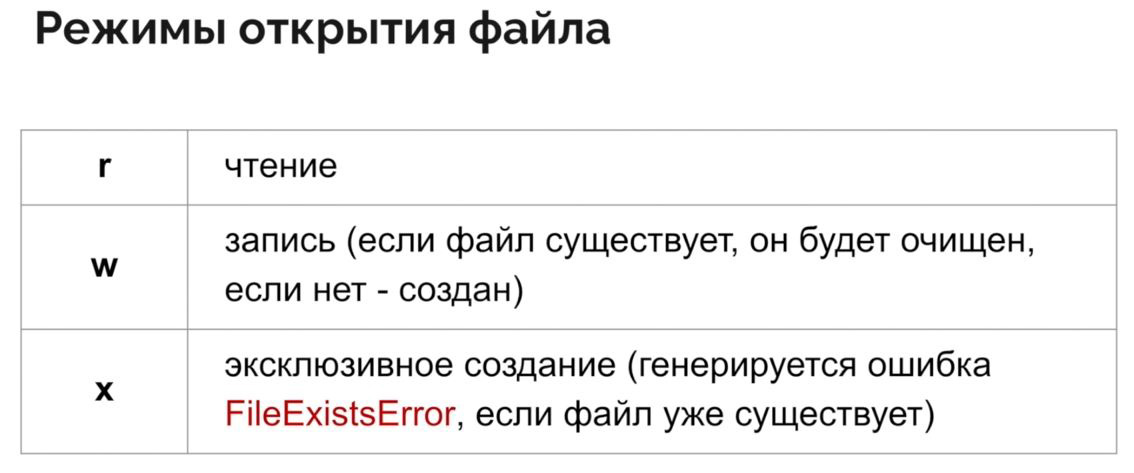 Режимы открытия файла
r
чтение
w
запись (если файл существует, он будет очищен,
если нет - создан)
x
эксклюзивное создание (генерируется ошибка
FileExistsError, если файл уже существует)